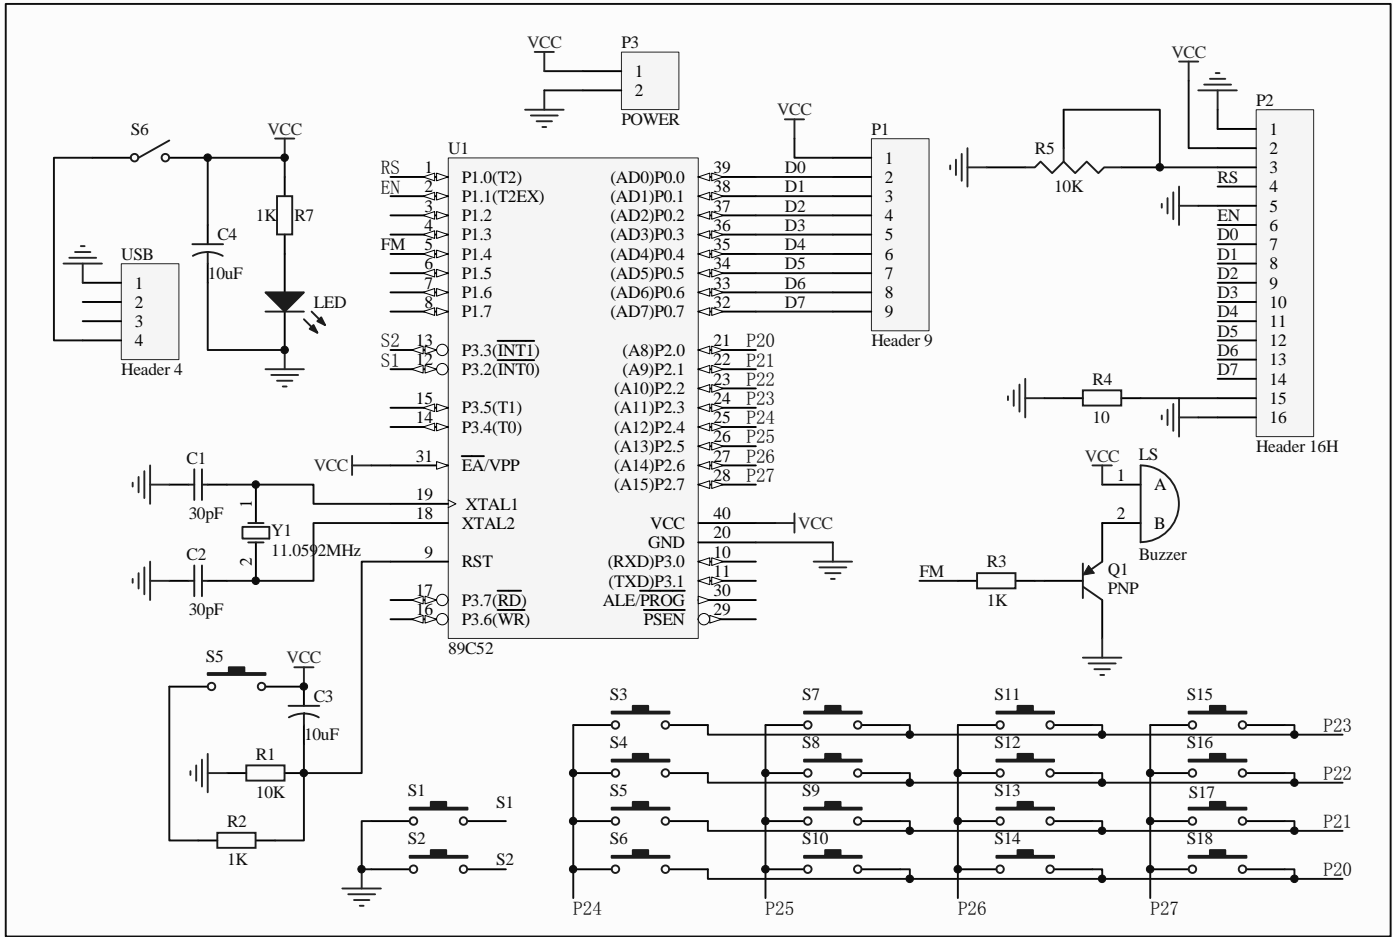 VCC
P3
1
2
POWER
S6
VCC
1K
R7
C4
10uF
LED
USB
1
2
3
4
Header 4
U1
RS 1 P1.0(T2)
EN 2 P1.1(T2EX)
3 P1.2
4 P1.3
FM 5 P1.4
6 P1.5
7 P1.6
8 P1.7
S2 13 P3.3(INT1)
S1 12 P3.2(INT0)
15 P3.5(T1)
14 P3.4(T0)
VCC 31 EA/VPP
19 XTAL1
18 XTAL2
9 RST
17 P3.7(RD)
16 P3.6(WR)
89C52
(AD0)P0.0 39 D0
(AD1)P0.1 38 D1
(AD2)P0.2 37 D2
(AD3)P0.3 36 D3
(AD4)P0.4 35 D4
(AD5)P0.5 34 D5
(AD6)P0.6 33 D6
(AD7)P0.7 32 D7
(A8)P2.0 21 P20
(A9)P2.1 22 P21
(A10)P2.2 23 P22
(A11)P2.3 24 P23
(A12)P2.4 25 P24
(A13)P2.5 26 P25
(A14)P2.6 27 P26
(A15)P2.7 28 P27
VCC 40 VCC
GND 20
(RXD)P3.0 10
(TXD)P3.1 11
ALE/PROG 30
PSEN 29
VCC
P1
1
2
3
4
5
6
7
8
9
Header 9
VCC
P2
R5
10K
1
2
3
RS 4
5
EN 6
D0 7
D1 8
D2 9
D3 10
D4 11
D5 12
D6 13
D7 14
15
16
R4
10
Header 16H
VCC
LS
1 A
2 B
Buzzer
FM
R3
1K
Q1
PNP
C1
30pF
1
Y1
11.0592MHz
2
C2
30pF
S5
VCC
C3
10uF
R1
10K
R2
1K
S1 S1
S2 S2
S3 S7 S11 S15 P23
S4 S8 S12 S16 P22
S5 S9 S13 S17 P21
S6 S10 S14 S18 P20
P24 P25 P26 P27